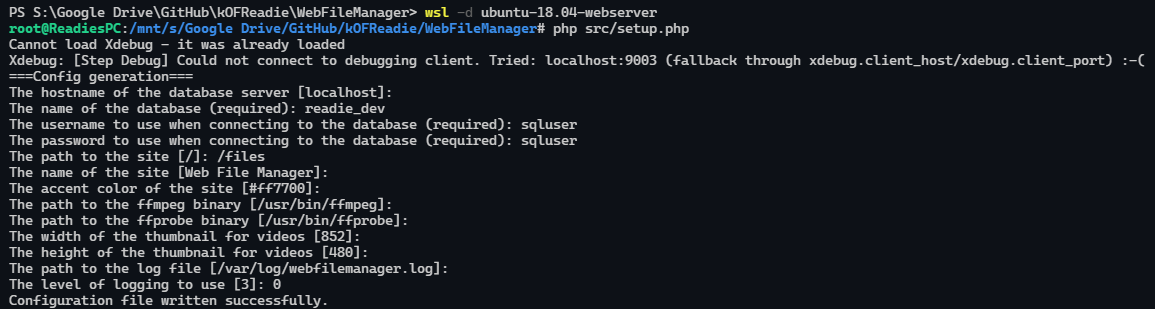 PS S:\Google Drive\GitHub\kOFReadie\WebFileManager> wsl -d ubuntu-18.04-webserver
root@ReadiesPC:/mnt/s/Google Drive/GitHub/kOFReadie/WebFileManager# php src/setup.php
Cannot load Xdebug - it was already loaded
Xdebug: [Step Debug] Could not connect to debugging client. Tried: localhost:9003 (fallback through xdebug.client_host/xdebug.client_port) :-(
===Config generation===
The hostname of the database server [localhost]:
The name of the database (required): readie_dev
The username to use when connecting to the database (required): sqluser
The password to use when connecting to the database (required): sqluser
The path to the site [/]: /files
The name of the site [Web File Manager]:
The accent color of the site [#ff7700]:
The path to the ffmpeg binary [/usr/bin/ffmpeg]:
The path to the ffprobe binary [/usr/bin/ffprobe]:
The width of the thumbnail for videos [852]:
The height of the thumbnail for videos [480]:
The path to the log file [/var/log/webfilemanager.log]:
The level of logging to use [3]: 0
Configuration file written successfully.